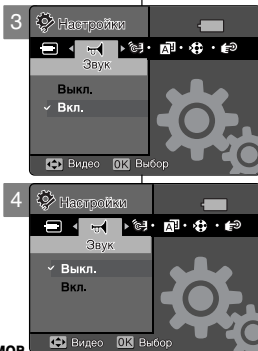 3
Настройки
Звук
Выкл.
✓ Вкл.
Видео OK Выбор
4
Настройки
Звук
✓ Выкл.
Вкл.
мов
Видео OK Выбор